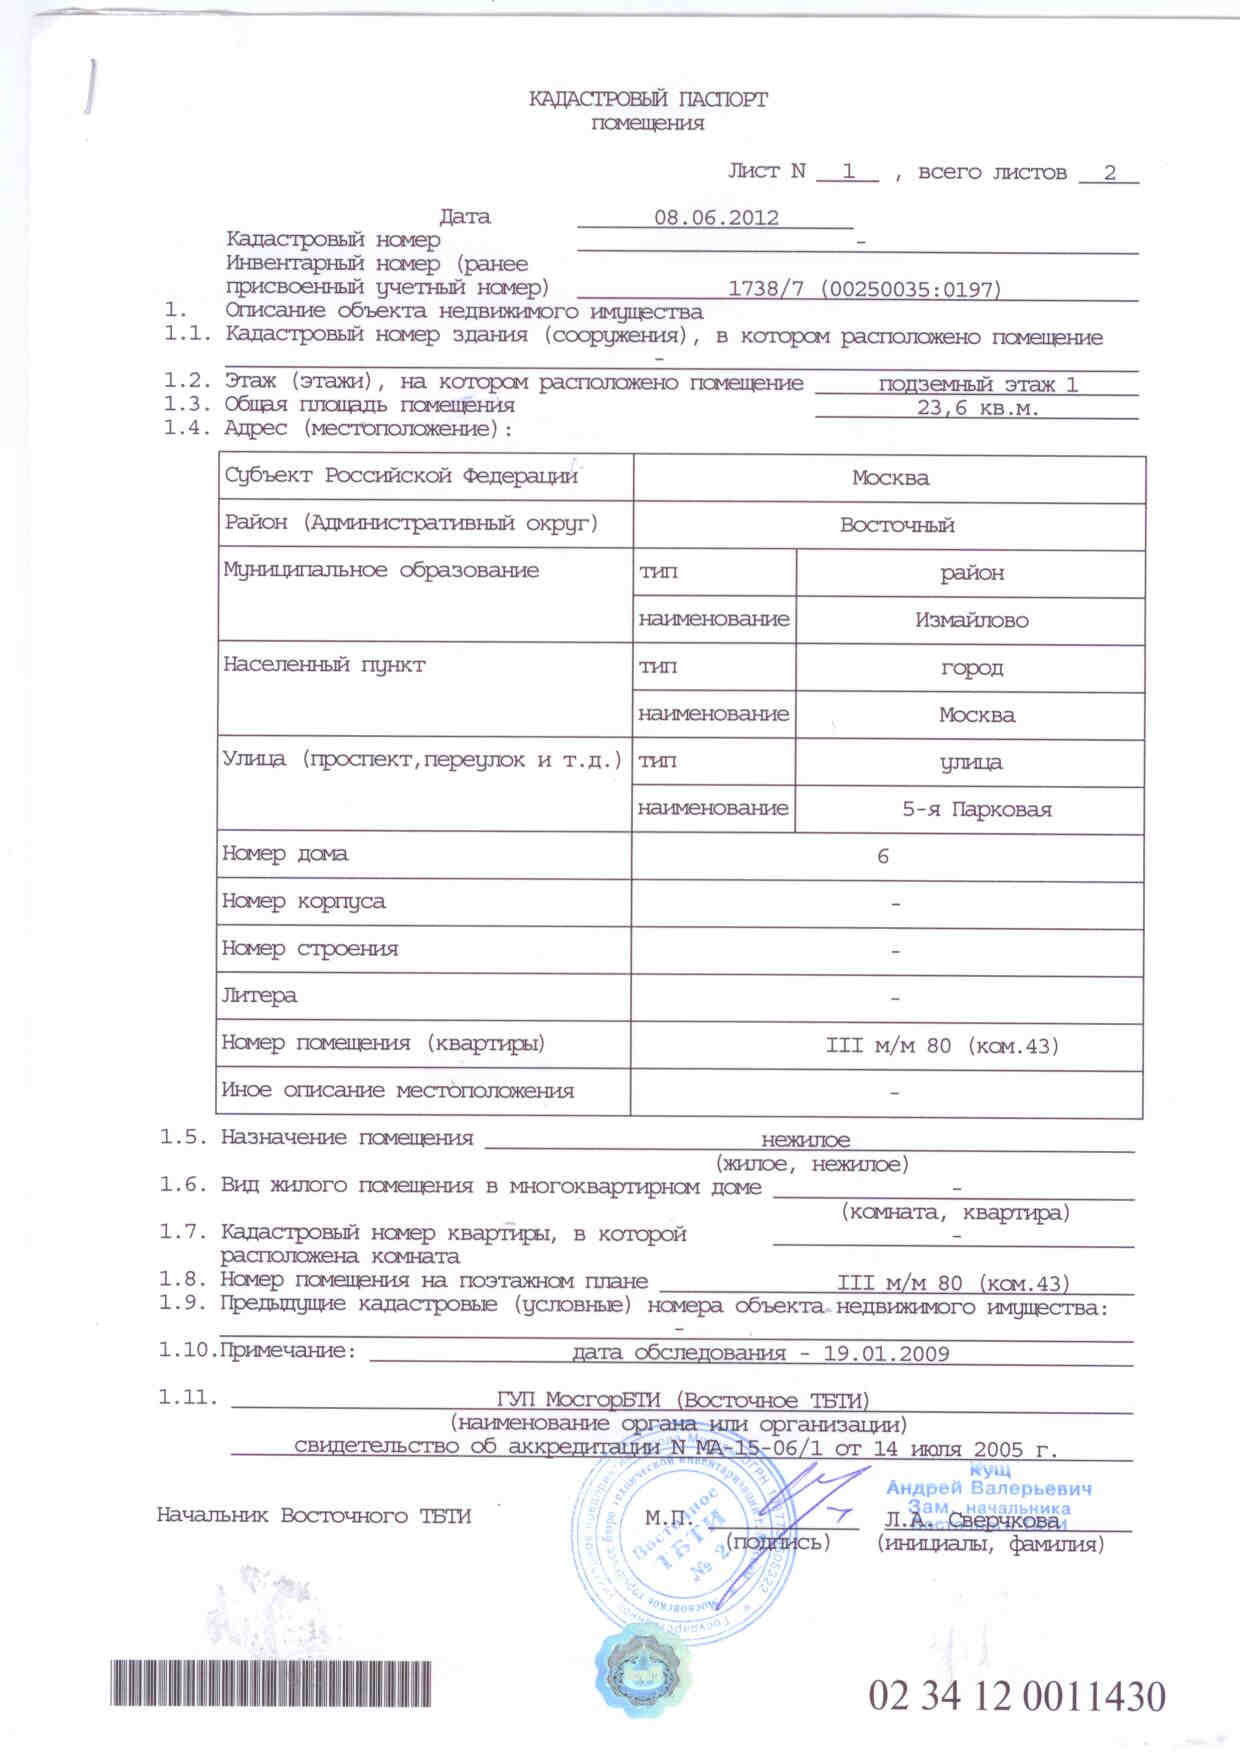 КАДАСТРОВЫЙ ПАСПОРТ
помещения
Лист N 1 , всего листов 2
Дата 08.06.2012
Кадастровый номер -
Инвентарный номер (ранее
присвоенный учетный номер) 1738/7 (00250035:0197)
1. Описание объекта недвижимого имущества
1.1. Кадастровый номер здания (сооружения), в котором расположено помещение
-
1.2. Этаж (этажи), на котором расположено помещение подземный этаж 1
1.3. Общая площадь помещения 23,6 кв.м.
1.4. Адрес (местоположение):
Субъект Российской Федерации Москва
Район (Административный округ) Восточный
Муниципальное образование тип район
наименование Измайлово
Населенный пункт тип город
наименование Москва
Улица (проспект,переулок и т.д.) тип улица
наименование 5-я Парковая
Номер дома 6
Номер корпуса -
Номер строения -
Литера -
Номер помещения (квартиры) III м/м 80 (ком.43)
Иное описание местоположения -
1.5. Назначение помещения нежилое
(жилое, нежилое)
1.6. Вид жилого помещения в многоквартирном доме -
(комната, квартира)
1.7. Кадастровый номер квартиры, в которой -
расположена комната
1.8. Номер помещения на поэтажном плане III м/м 80 (ком.43)
1.9. Предыдущие кадастровые (условные) номера объекта недвижимого имущества:
-
1.10.Примечание: дата обследования - 19.01.2009
1.11. ГУП МосгорБТИ (Восточное ТБТИ)
(наименование органа или организации)
свидетельство об аккредитации N МА-15-06/1 от 14 июля 2005 г.
Кущ
Андрей Валерьевич
Зам. начальника
Начальник Восточного ТБТИ М.П. Л.А. Сверчкова
(подпись) (инициалы, фамилия)
Восточное
ТБТИ
№ 2
02 34 12 0011430